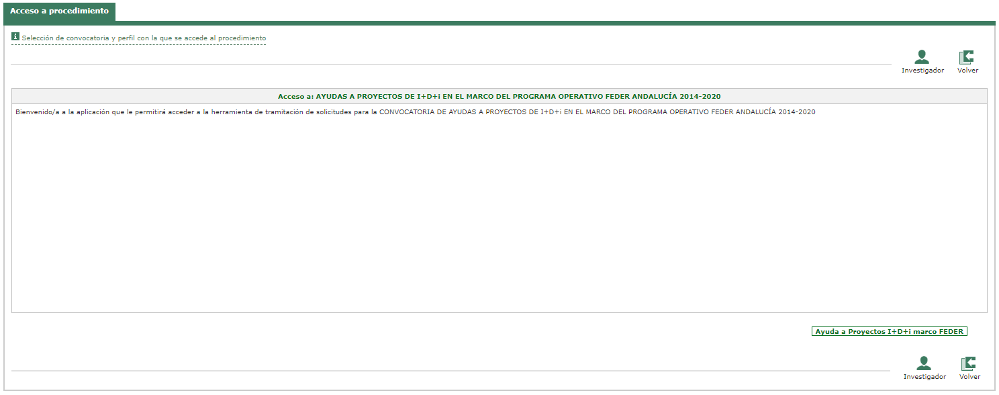 Acceso a procedimiento
i Selección de convocatoria y perfil con la que se accede al procedimiento
Investigador Volver
Acceso a: AYUDAS A PROYECTOS DE I+D+i EN EL MARCO DEL PROGRAMA OPERATIVO FEDER ANDALUCÍA 2014-2020
Bienvenido/a a la aplicación que le permitirá acceder a la herramienta de tramitación de solicitudes para la CONVOCATORIA DE AYUDAS A PROYECTOS DE I+D+i EN EL MARCO DEL PROGRAMA OPERATIVO FEDER ANDALUCÍA 2014-2020
Ayuda a Proyectos I+D+i marco FEDER
Investigador Volver